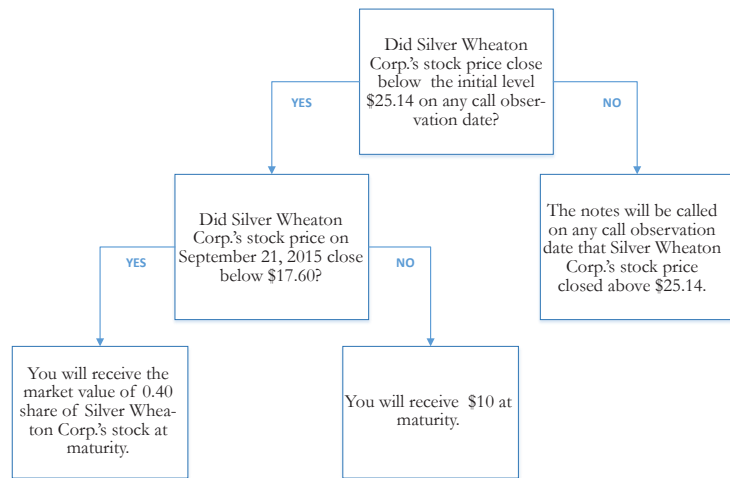 Did Silver Wheaton
Corp.'s stock price close
below the initial level
$25.14 on any call obser-
vation date?
YES
NO
Did Silver Wheaton
Corp.'s stock price on
September 21, 2015 close
below $17.60?
The notes will be called
on any call observation
date that Silver Wheaton
Corp.'s stock price
closed above $25.14.
YES
NO
You will receive the
market value of 0.40
share of Silver Whea-
ton Corp.'s stock at
maturity.
You will receive $10 at
maturity.